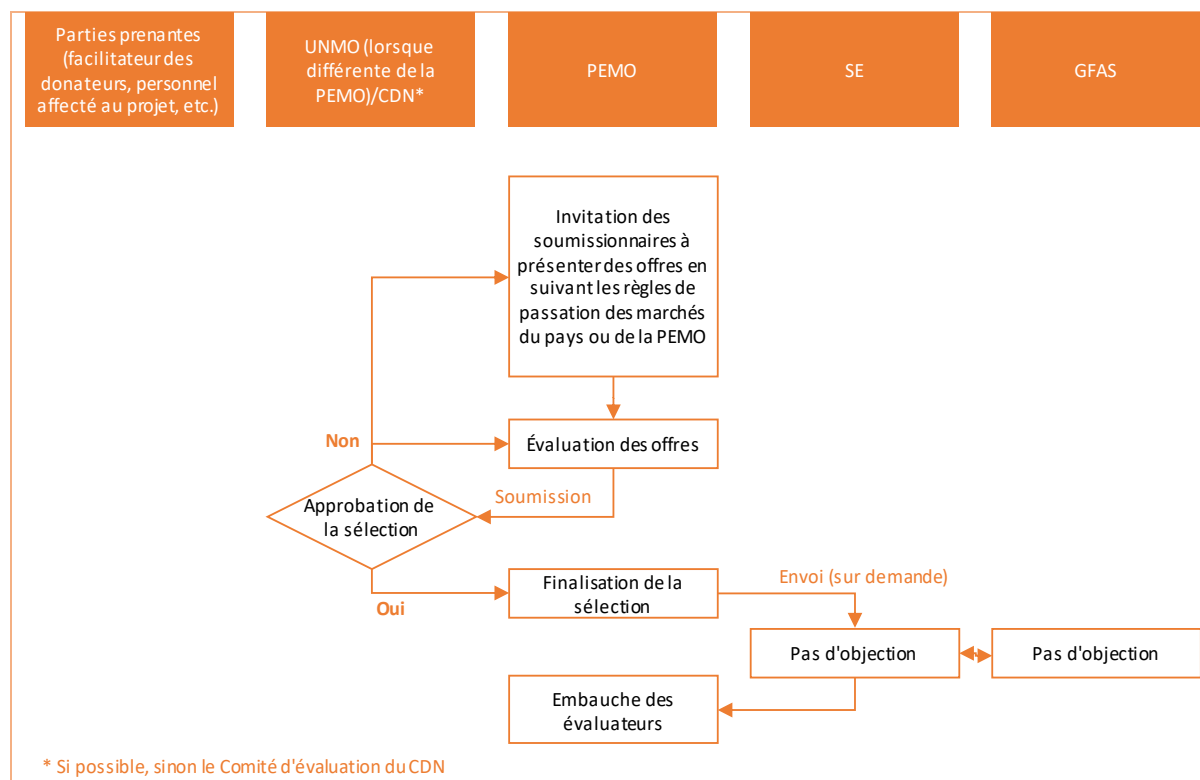 Parties prenantes
(facilitateur des
donateurs, personnel
affecté au projet, etc.)
UNMO (lorsque
différente de la
PEMO)/CDN*
PEMO
SE
GFAS
Invitation des
soumissionnaires à
présenter des offres en
suivant les règles de
passation des marchés
du pays ou de la PEMO
Non
Évaluation des offres
Soumission
Approbation de
la sélection
Oui
Finalisation de la
sélection
Envoi (sur demande)
Pas d'objection
Pas d'objection
Embauche des
évaluateurs
* Si possible, sinon le Comité d'évaluation du CDN